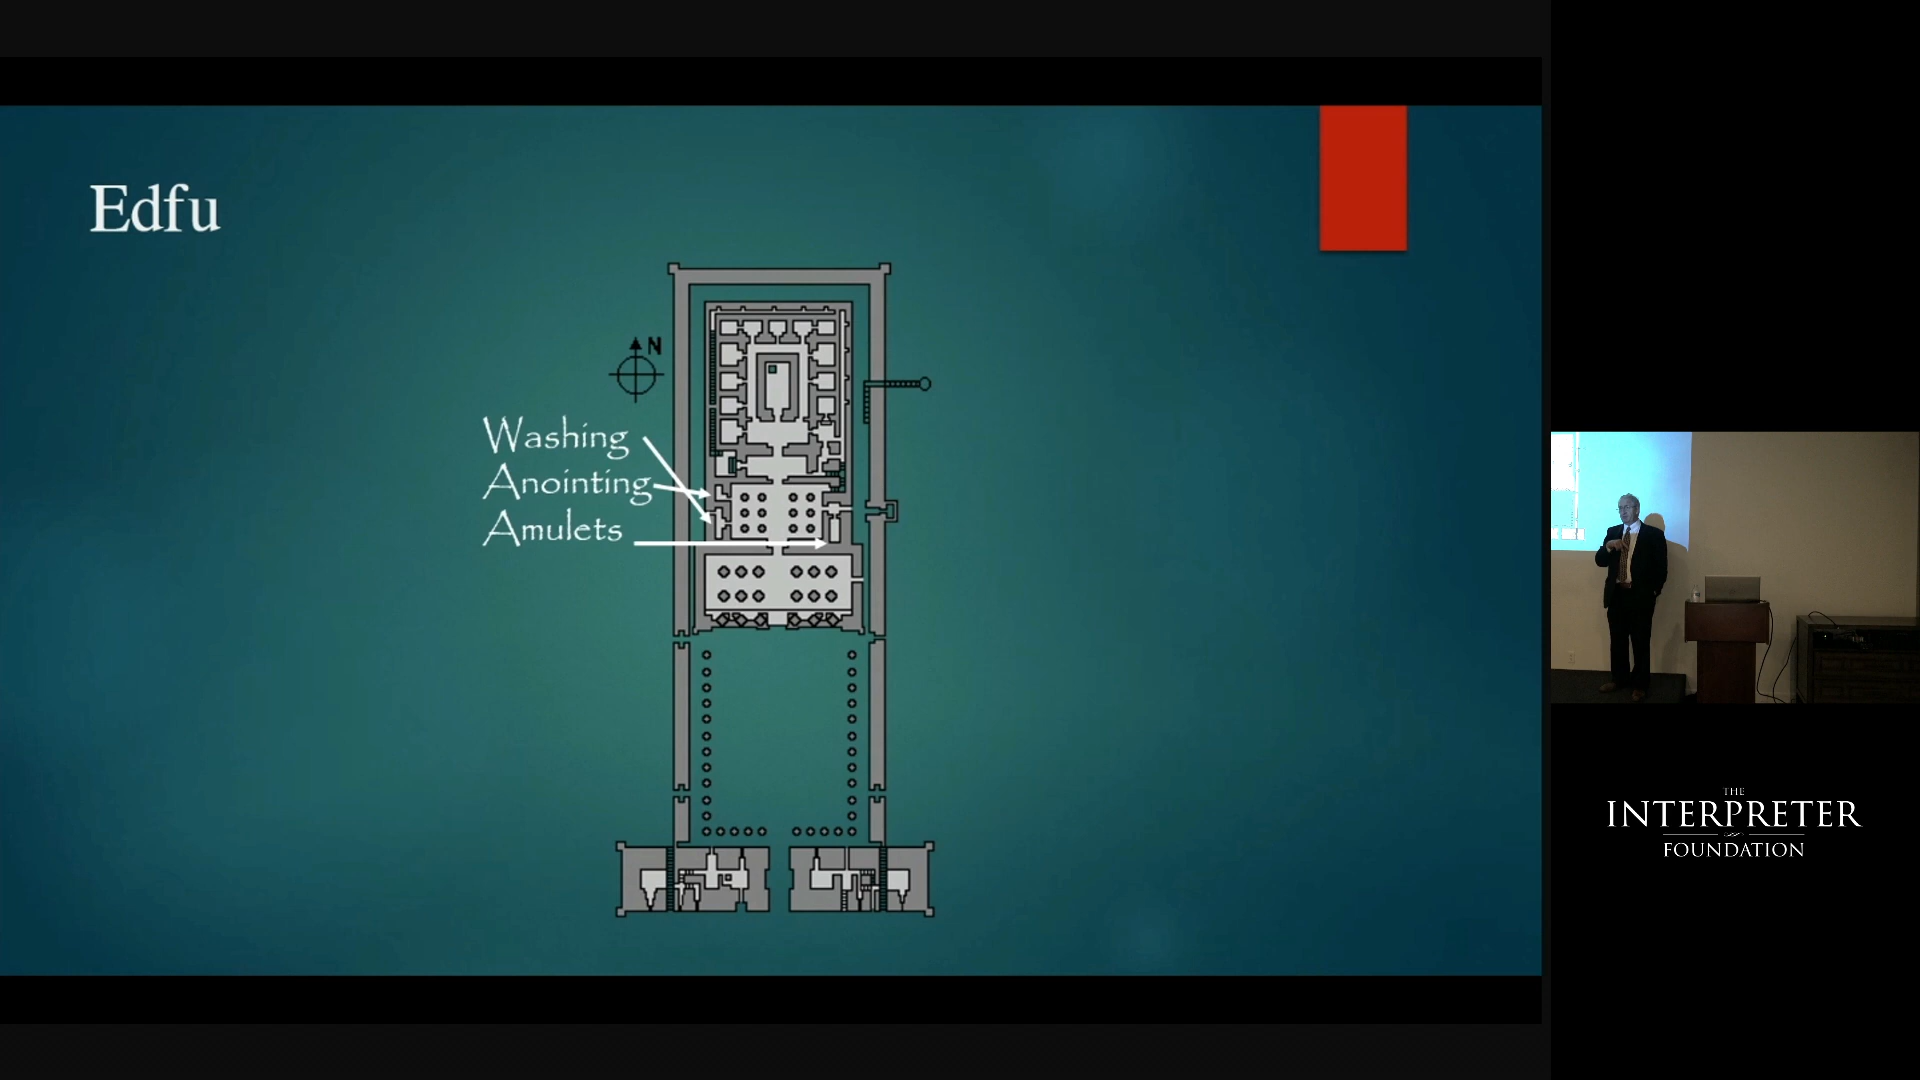 Edfu
N
Washing
Anointing
Amulets
THE
INTERPRETER
FOUNDATION